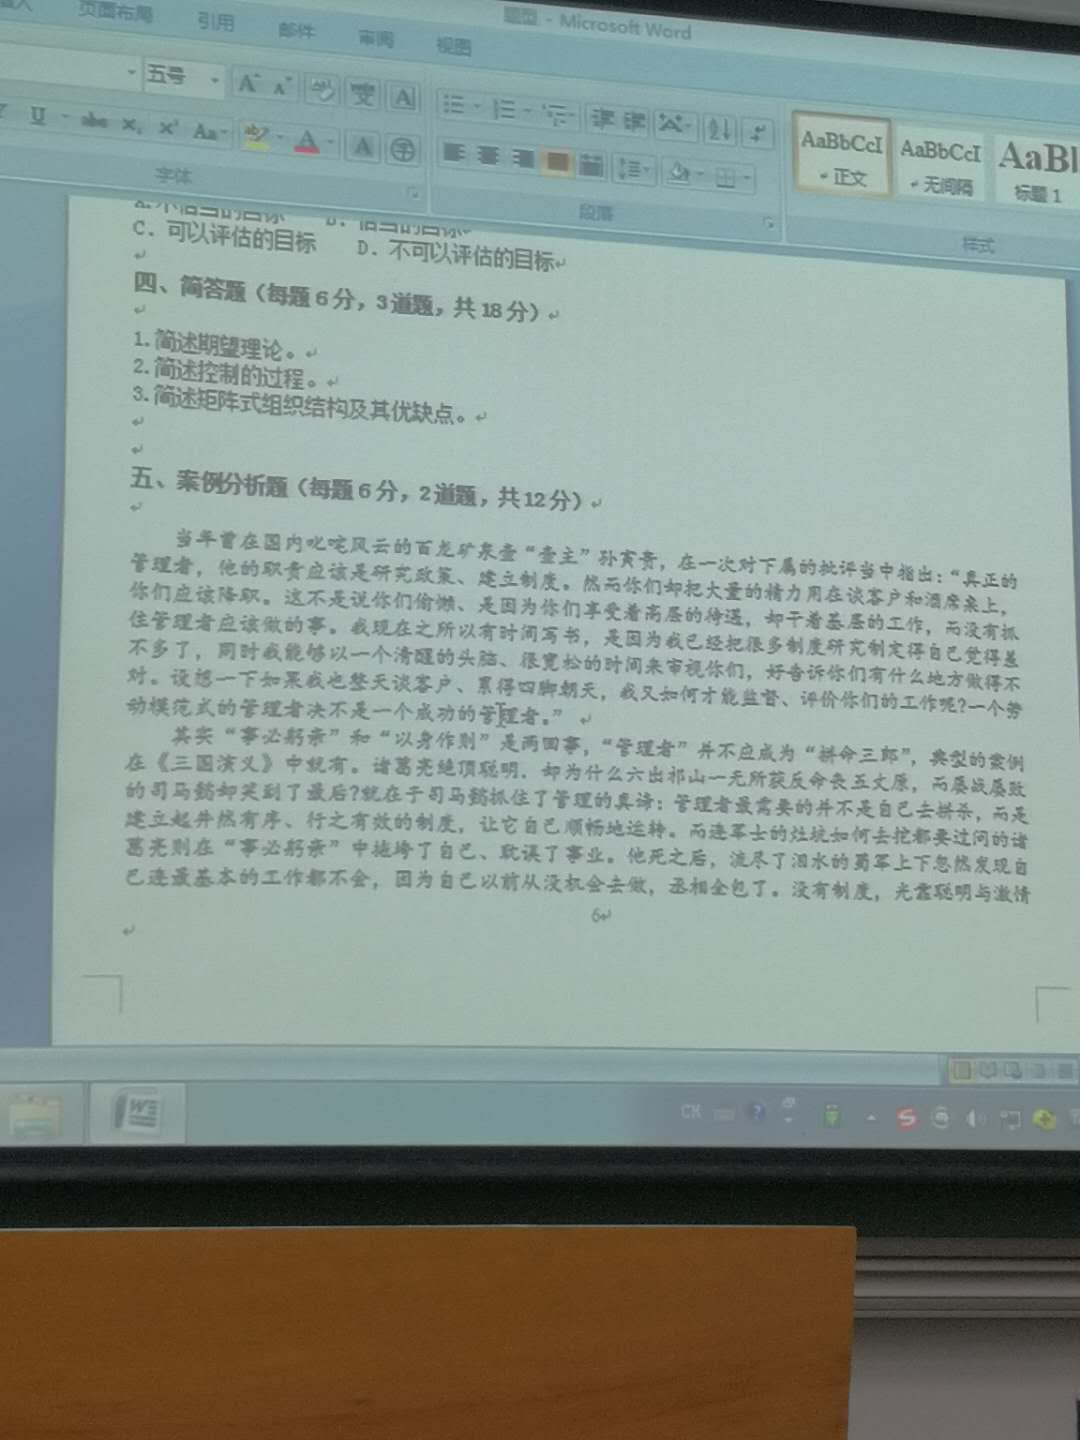 页面布局 引用 邮件 审阅 视图
题型 - Microsoft Word
五号
字体
段落
AaBbCcI AaBbCcI AaBl
正文 无间隔 标题 1
样式
A. 不恰当的目标 B. 恰当的目标
C. 可以评估的目标 D. 不可以评估的目标
四、简答题（每题 6 分，3 道题，共 18 分）
1.简述期望理论。
2.简述控制的过程。
3.简述矩阵式组织结构及其优缺点。
五、案例分析题（每题 6 分，2 道题，共 12 分）
当年曾在国内叱咤风云的百龙矿泉壶“壶主”孙寅贵，在一次对下属的批评当中指出：“真正的
管理者，他的职责应该是研究政策、建立制度。然而你们却把大量的精力用在谈客户和酒席桌上，
你们应该降职。这不是说你们偷懒、是因为你们享受着高层的待遇，却干着基层的工作，而没有抓
住管理者应该做的事。我现在之所以有时间写书，是因为我已经把很多制度研究制定得自己觉得差
不多了，同时我能够以一个清醒的头脑、很宽松的时间来审视你们，好告诉你们有什么地方做得不
对。设想一下如果我也整天谈客户、累得四脚朝天，我又如何才能监督、评价你们的工作呢?一个劳
动模范式的管理者决不是一个成功的管理者。”
其实“事必躬亲”和“以身作则”是两回事，“管理者”并不应成为“拼命三郎”，典型的案例
在《三国演义》中就有。诸葛亮绝顶聪明，却为什么六出祁山一无所获反命丧五丈原，而屡战屡败
的司马懿却笑到了最后?就在于司马懿抓住了管理的真谛：管理者最需要的并不是自己去拼杀，而是
建立起井然有序、行之有效的制度，让它自己顺畅地运转。而连军士的灶坑如何去挖都要过问的诸
葛亮则在“事必躬亲”中拖垮了自己、耽误了事业。他死之后，流尽了泪水的蜀军上下忽然发现自
己连最基本的工作都不会，因为自己以前从没机会去做，丞相全包了。没有制度，光靠聪明与激情
6
CK